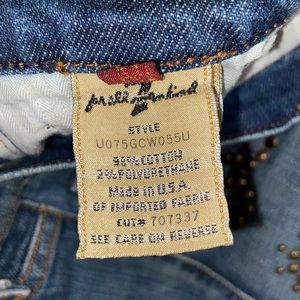 for all 7 mankind
STYLE
U075GCW055U
98% COTTON
2% POLYURETHANE
MADE IN U.S.A.
OF IMPORTED FABRIC
CUT# 707337
SEE CARE ON REVERSE